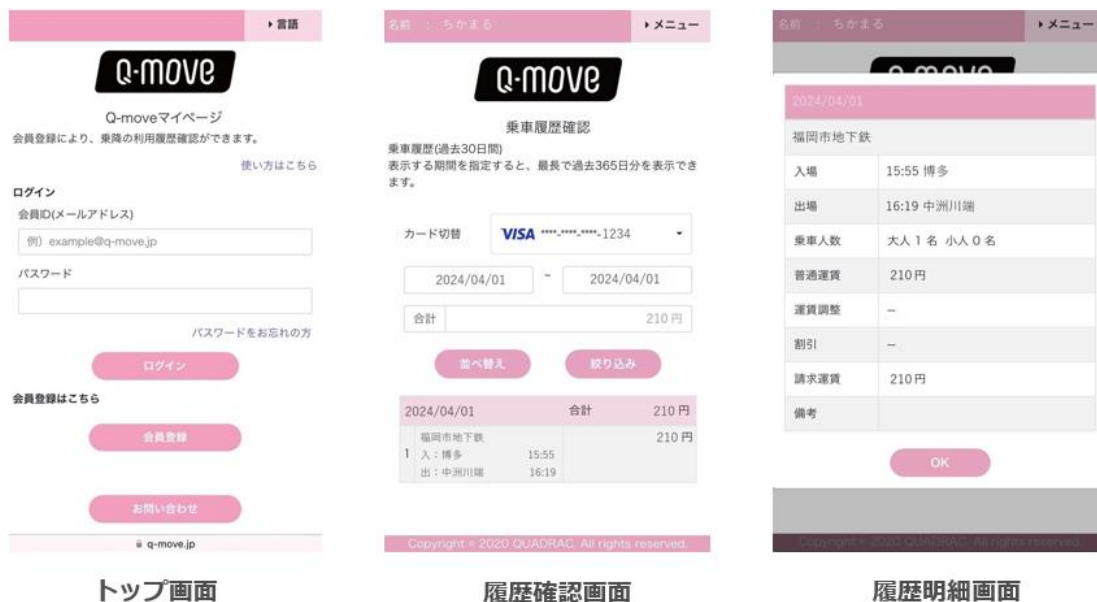 ▸言語
Q-move
Q-moveマイページ
会員登録により、乗降の利用履歴確認ができます。
使い方はこちら
ログイン
会員ID(メールアドレス)
例）example@q-move.jp
パスワード
パスワードをお忘れの方
ログイン
会員登録はこちら
会員登録
お問い合わせ
q-move.jp
トップ画面
名前 : ちかまる
▸メニュー
Q-move
乗車履歴確認
乗車履歴(過去30日間)
表示する期間を指定すると、最長で過去365日分を表示でき
ます。
カード切替 VISA ****-****-****-1234
2024/04/01 ~ 2024/04/01
合計 210 円
並べ替え 絞り込み
2024/04/01 合計 210 円
福岡市地下鉄 210 円
1 入：博多 15:55
出：中洲川端 16:19
Copyright © 2020 QUADRAC. All rights reserved.
履歴確認画面
名前 : ちかまる
▸メニュー
Q-move
2024/04/01
福岡市地下鉄
入場 15:55 博多
出場 16:19 中洲川端
乗車人数 大人 1 名 小人 0 名
普通運賃 210円
運賃調整 –
割引 –
請求運賃 210円
備考
OK
Copyright © 2020 QUADRAC. All rights reserved.
履歴明細画面